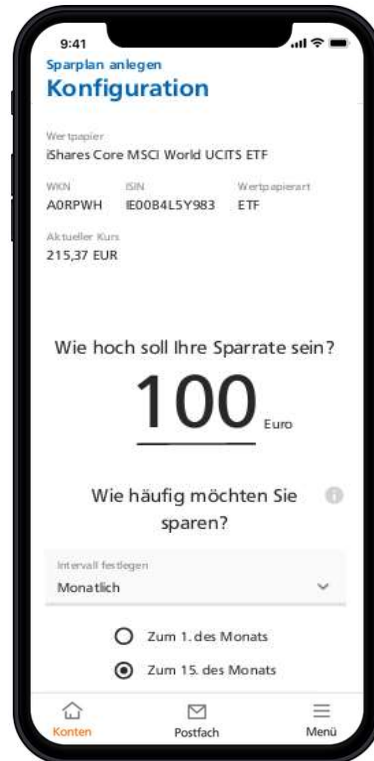 9:41
Sparplan anlegen
Konfiguration
Wertpapier
iShares Core MSCI World UCITS ETF
WKN ISIN Wertpapierart
A0RPWH IE00B4L5Y983 ETF
Aktueller Kurs
215,37 EUR
Wie hoch soll Ihre Sparrate sein?
100 Euro
Wie häufig möchten Sie
sparen?
Intervall festlegen
Monatlich
Zum 1. des Monats
Zum 15. des Monats
Konten Postfach Menü